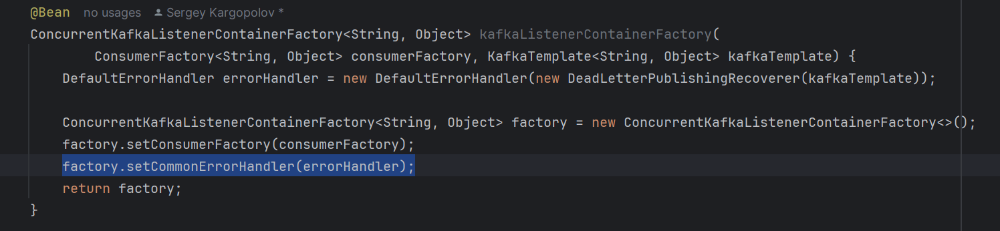 @Bean no usages Sergey Kargopolov *
ConcurrentKafkaListenerContainerFactory<String, Object> kafkaListenerContainerFactory(
ConsumerFactory<String, Object> consumerFactory, KafkaTemplate<String, Object> kafkaTemplate) {
DefaultErrorHandler errorHandler = new DefaultErrorHandler(new DeadLetterPublishingRecoverer(kafkaTemplate));
ConcurrentKafkaListenerContainerFactory<String, Object> factory = new ConcurrentKafkaListenerContainerFactory<>();
factory.setConsumerFactory(consumerFactory);
factory.setCommonErrorHandler(errorHandler);
return factory;
}